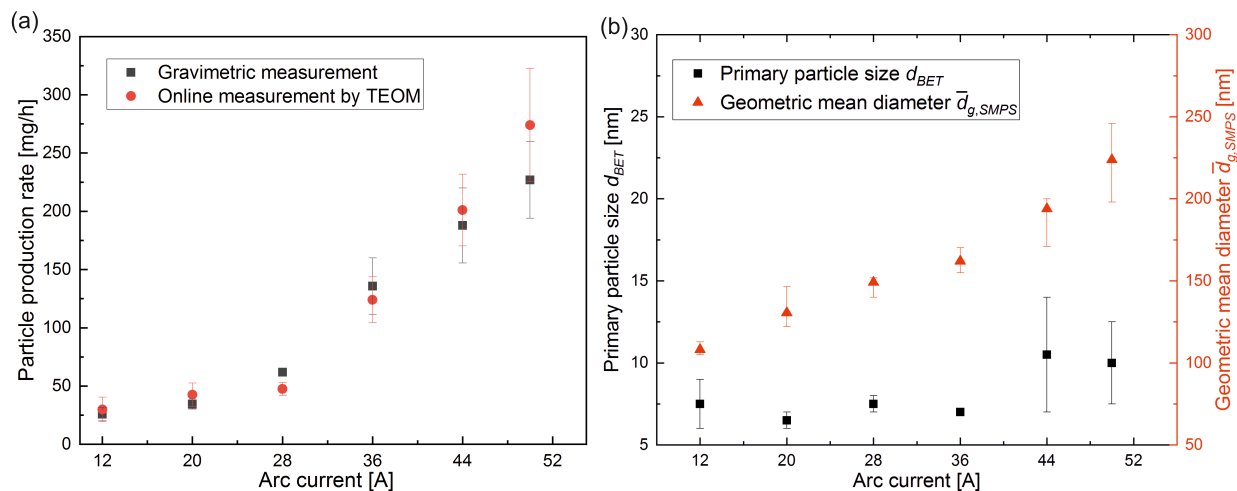 (a)
Particle production rate [mg/h]
350
300
250
200
150
100
50
0
Gravimetric measurement
Online measurement by TEOM
12 20 28 36 44 52
Arc current [A]
(b)
Primary particle size d_BET [nm]
30
25
20
15
10
5
Primary particle size d_BET
Geometric mean diameter d̅_g,SMPS
12 20 28 36 44 52
Arc current [A]
300
250
200
150
100
50
Geometric mean diameter d̅_g,SMPS [nm]